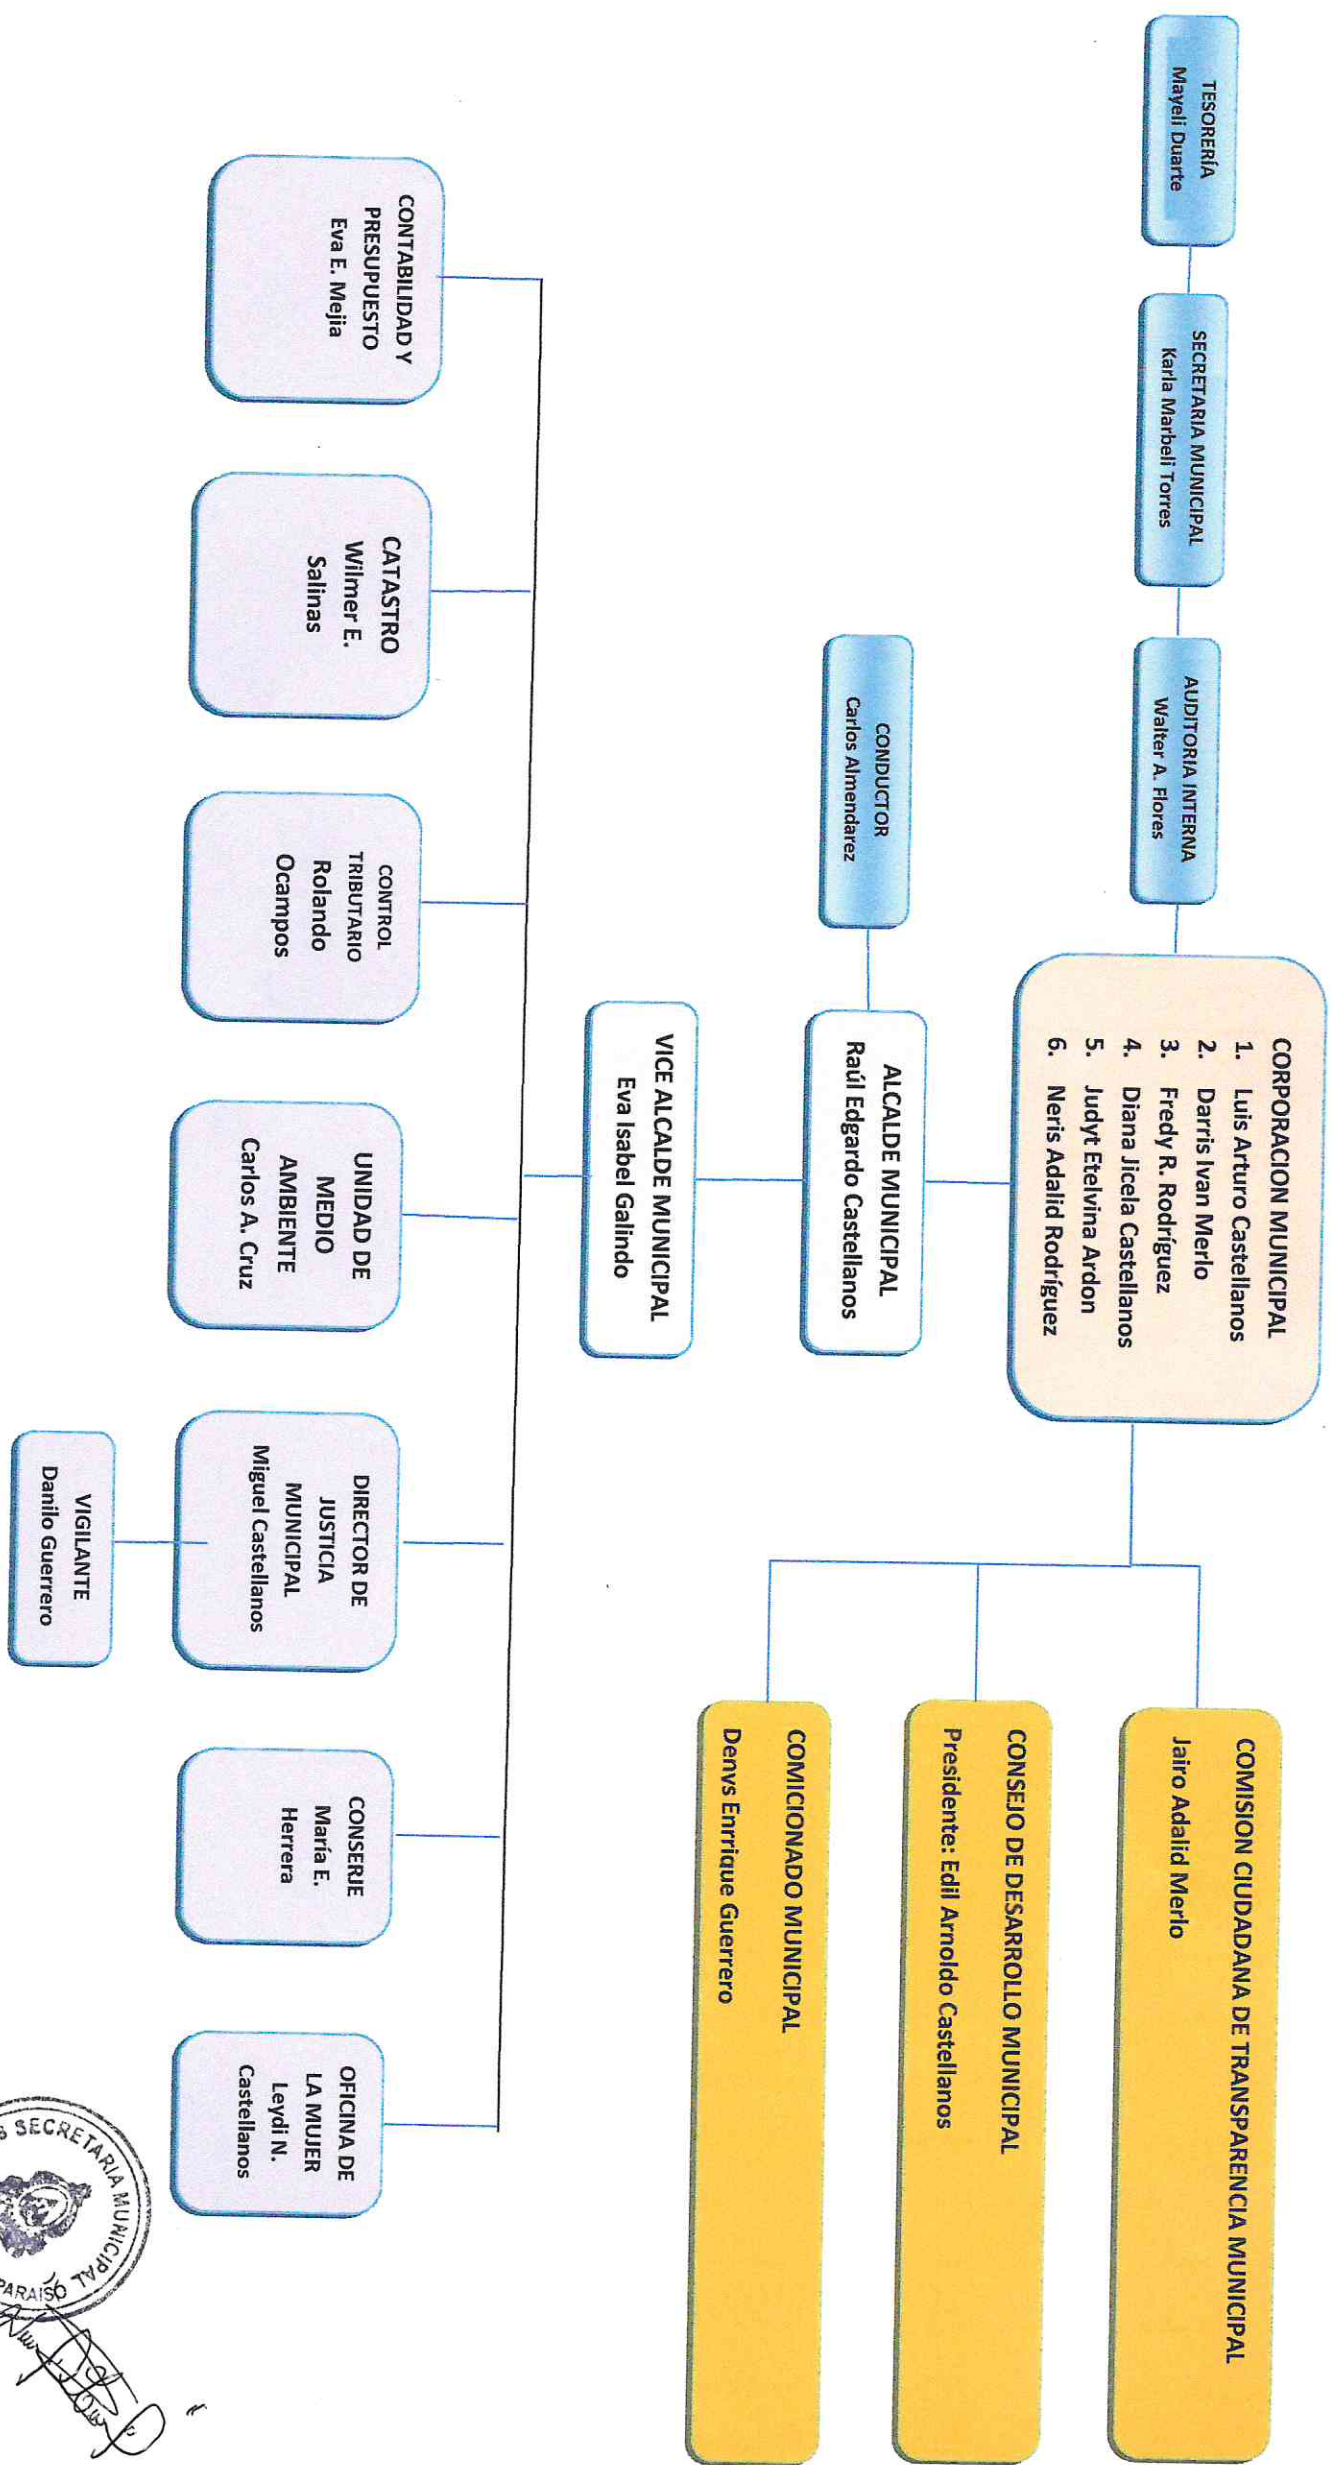 CORPORACION MUNICIPAL
1. Luis Arturo Castellanos
2. Darris Ivan Merlo
3. Fredy R. Rodríguez
4. Diana Jicela Castellanos
5. Judyt Etelvina Ardon
6. Neris Adalid Rodríguez
TESORERÍA
Mayeli Duarte
SECRETARIA MUNICIPAL
Karla Marbeli Torres
AUDITORIA INTERNA
Walter A. Flores
COMISION CIUDADANA DE TRANSPARENCIA MUNICIPAL
Jairo Adalid Merlo
CONSEJO DE DESARROLLO MUNICIPAL
Presidente: Edil Arnoldo Castellanos
COMICIONADO MUNICIPAL
Denys Enrrique Guerrero
CONDUCTOR
Carlos Almendarez
ALCALDE MUNICIPAL
Raúl Edgardo Castellanos
VICE ALCALDE MUNICIPAL
Eva Isabel Galindo
CONTABILIDAD Y
PRESUPUESTO
Eva E. Mejia
CATASTRO
Wilmer E.
Salinas
CONTROL
TRIBUTARIO
Rolando
Ocampos
UNIDAD DE
MEDIO
AMBIENTE
Carlos A. Cruz
DIRECTOR DE
JUSTICIA
MUNICIPAL
Miguel Castellanos
CONSERJE
María E.
Herrera
OFICINA DE
LA MUJER
Leydi N.
Castellanos
VIGILANTE
Danilo Guerrero
SECRETARIA MUNICIPAL
PARAISO